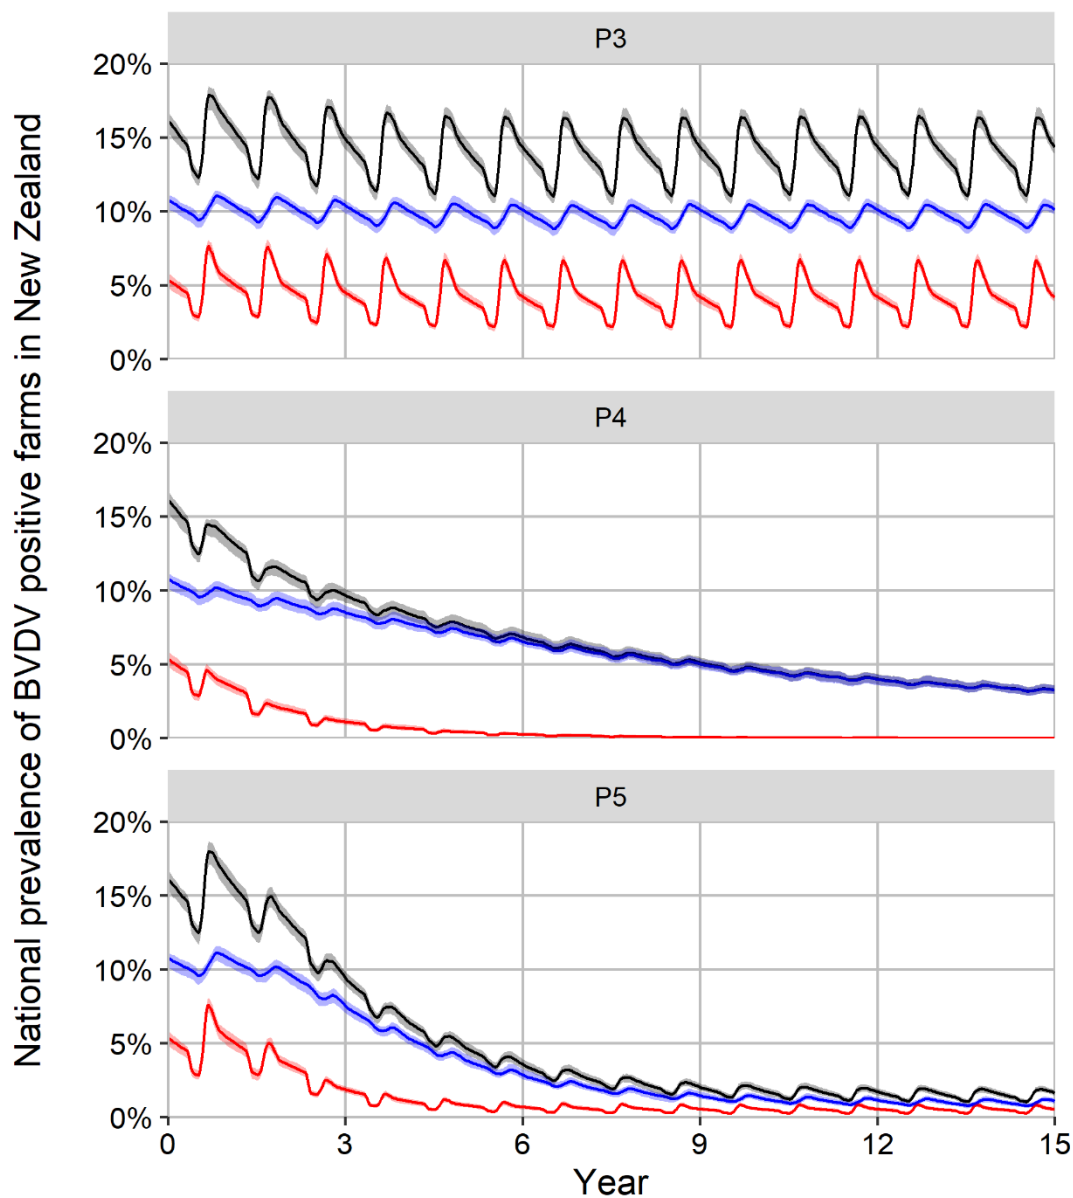 National prevalence of BVDV positive farms in New Zealand
P3
20%
15%
10%
5%
0%
P4
20%
15%
10%
5%
0%
P5
20%
15%
10%
5%
0%
0 3 6 9 12 15
Year